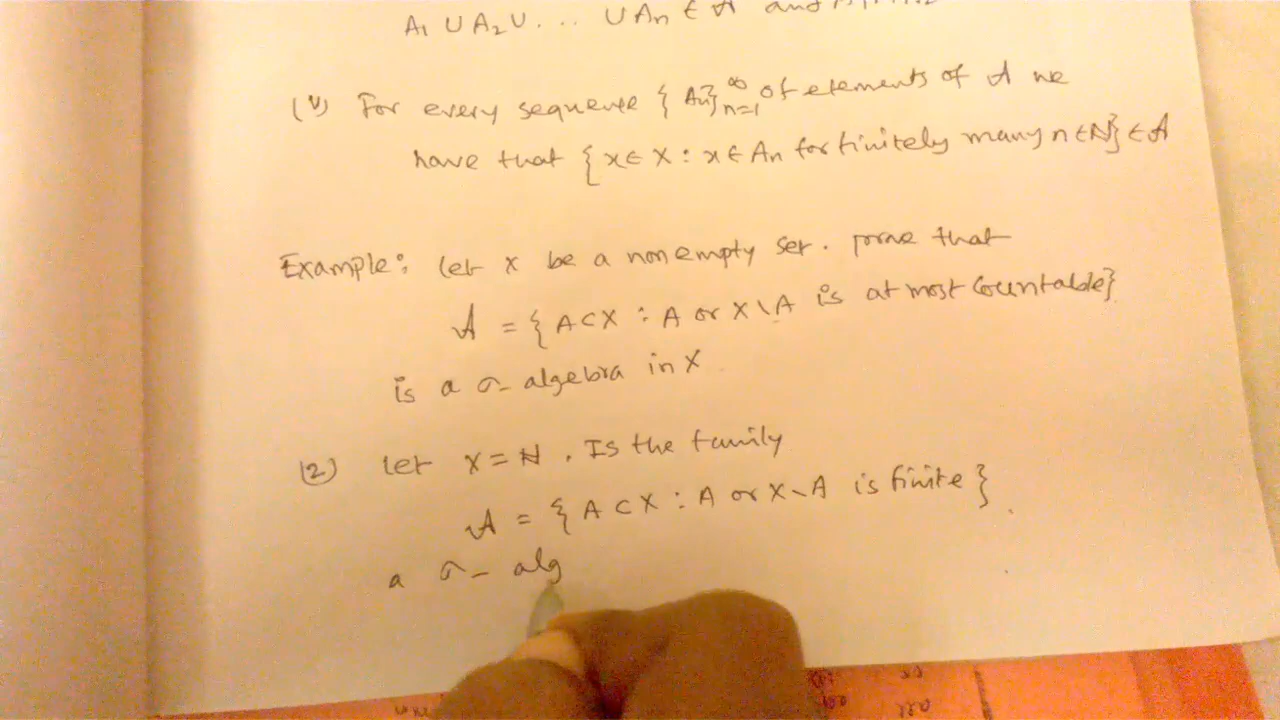 A₁ ∪ A₂ ∪ . . . ∪ Aₙ ∈ 𝒜 and
(v) For every sequence {Aₙ}ₙ₌₁^∞ of elements of 𝒜 we
have that {x ∈ X : x ∈ Aₙ for finitely many n ∈ ℕ} ∈ 𝒜
Example: let X be a nonempty set. prove that
𝒜 = {A ⊂ X : A or X \ A is at most Countable}
is a σ- algebra in X
(2) let X = ℕ . Is the family
𝒜 = {A ⊂ X : A or X \ A is finite}
a σ- alg